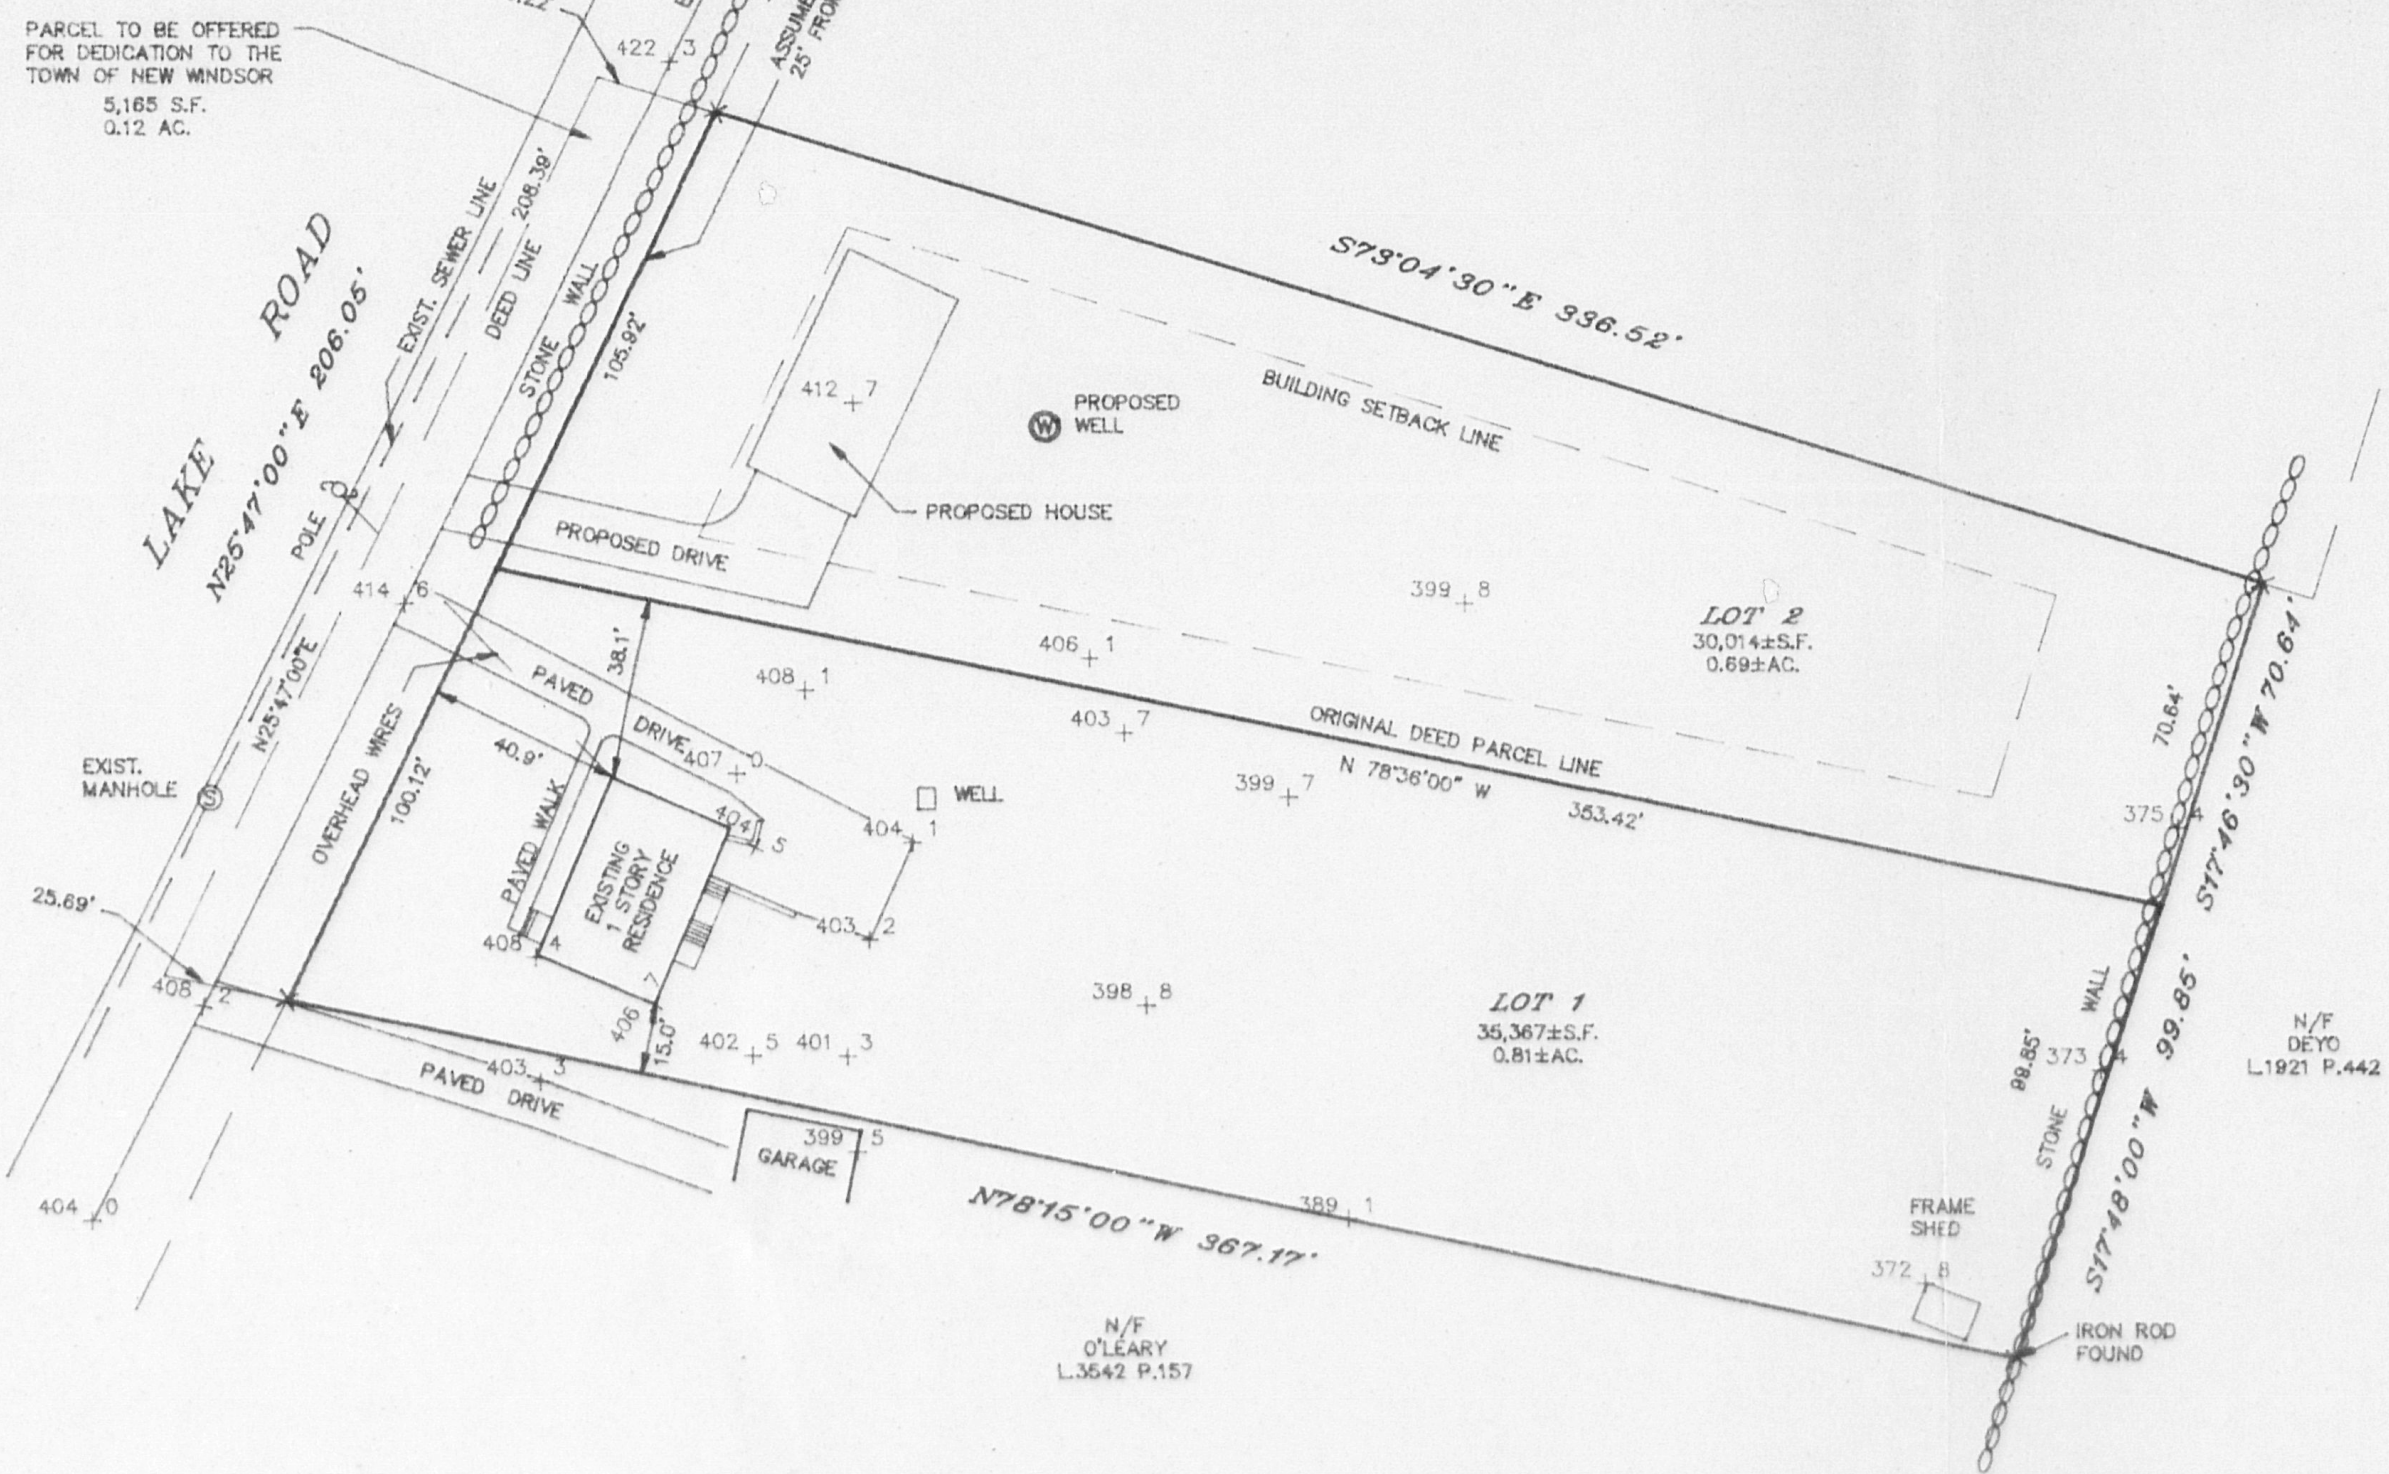 PARCEL TO BE OFFERED
FOR DEDICATION TO THE
TOWN OF NEW WINDSOR
5,165 S.F.
0.12 AC.
422 3
25' FROM
LAKE ROAD
N25°47'00"E 206.05'
EXIST. SEWER LINE
208.39'
DEED LINE
STONE WALL
105.92'
S73°04'30"E 336.52'
BUILDING SETBACK LINE
412 7
PROPOSED
WELL
W
PROPOSED HOUSE
PROPOSED DRIVE
POLE
414 6
N25°47'00"E
38.1'
399 8
LOT 2
30,014±S.F.
0.69±AC.
406 1
408 1
403 7
ORIGINAL DEED PARCEL LINE
N 78°36'00" W 353.42'
399 7
70.64'
S17°46'30"W 70.64'
375 4
PAVED DRIVE
407 0
40.9'
OVERHEAD WIRES
100.12'
EXIST.
MANHOLE
S
PAVED WALK
EXISTING
1 STORY
RESIDENCE
WELL
404 5
404 1
403 2
408 4
25.69'
408 2
406 7
15.0'
402 5
401 3
398 8
LOT 1
35,367±S.F.
0.81±AC.
STONE WALL
99.85'
373 4
S17°48'00"W 99.85'
N/F
DEYO
L.1921 P.442
403 3
PAVED DRIVE
399 5
GARAGE
404 0
N78°15'00"W 367.17'
389 1
FRAME
SHED
372 8
IRON ROD
FOUND
N/F
O'LEARY
L.3542 P.157